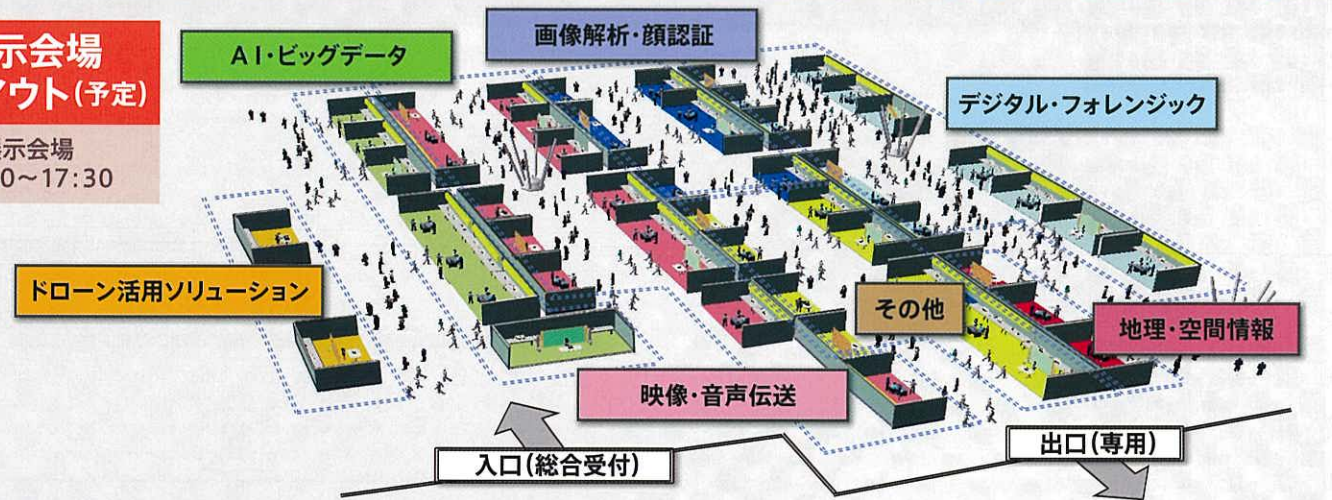 示会場
アウト(予定)
示会場
0~17:30
AI・ビッグデータ
画像解析・顔認証
デジタル・フォレンジック
ドローン活用ソリューション
その他
地理・空間情報
映像・音声伝送
入口(総合受付)
出口(専用)